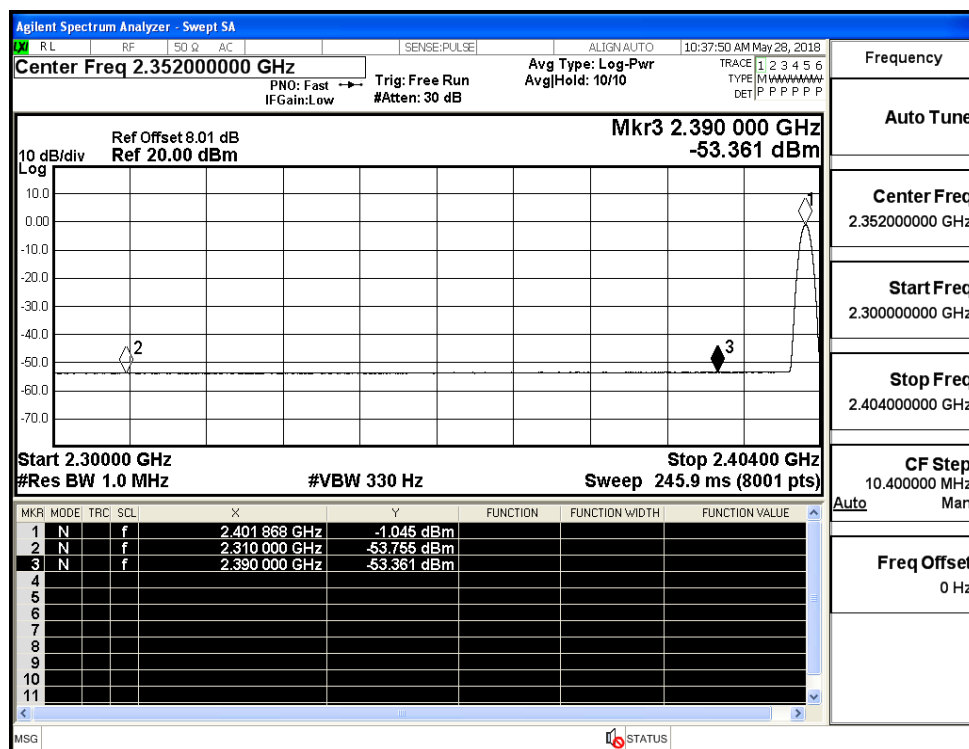 Agilent Spectrum Analyzer - Swept SA
LXI RL RF 50 Ω AC SENSE:PULSE ALIGN AUTO 10:37:50 AM May 28, 2018
Center Freq 2.352000000 GHz
PNO: Fast
IFGain:Low
Trig: Free Run
#Atten: 30 dB
Avg Type: Log-Pwr
Avg|Hold: 10/10
TRACE 1 2 3 4 5 6
TYPE M WWWWW
DET P P P P P P
Ref Offset 8.01 dB
Ref 20.00 dBm
10 dB/div
Log
Mkr3 2.390 000 GHz
-53.361 dBm
10.0
0.00
-10.0
-20.0
-30.0
-40.0
-50.0
-60.0
-70.0
1
2
3
Start 2.30000 GHz Stop 2.40400 GHz
#Res BW 1.0 MHz #VBW 330 Hz Sweep 245.9 ms (8001 pts)
MKR MODE TRC SCL X Y FUNCTION FUNCTION WIDTH FUNCTION VALUE
1 N f 2.401 868 GHz -1.045 dBm
2 N f 2.310 000 GHz -53.755 dBm
3 N f 2.390 000 GHz -53.361 dBm
4
5
6
7
8
9
10
11
MSG STATUS
Frequency
Auto Tune
Center Freq
2.352000000 GHz
Start Freq
2.300000000 GHz
Stop Freq
2.404000000 GHz
CF Step
10.400000 MHz
Auto Man
Freq Offset
0 Hz